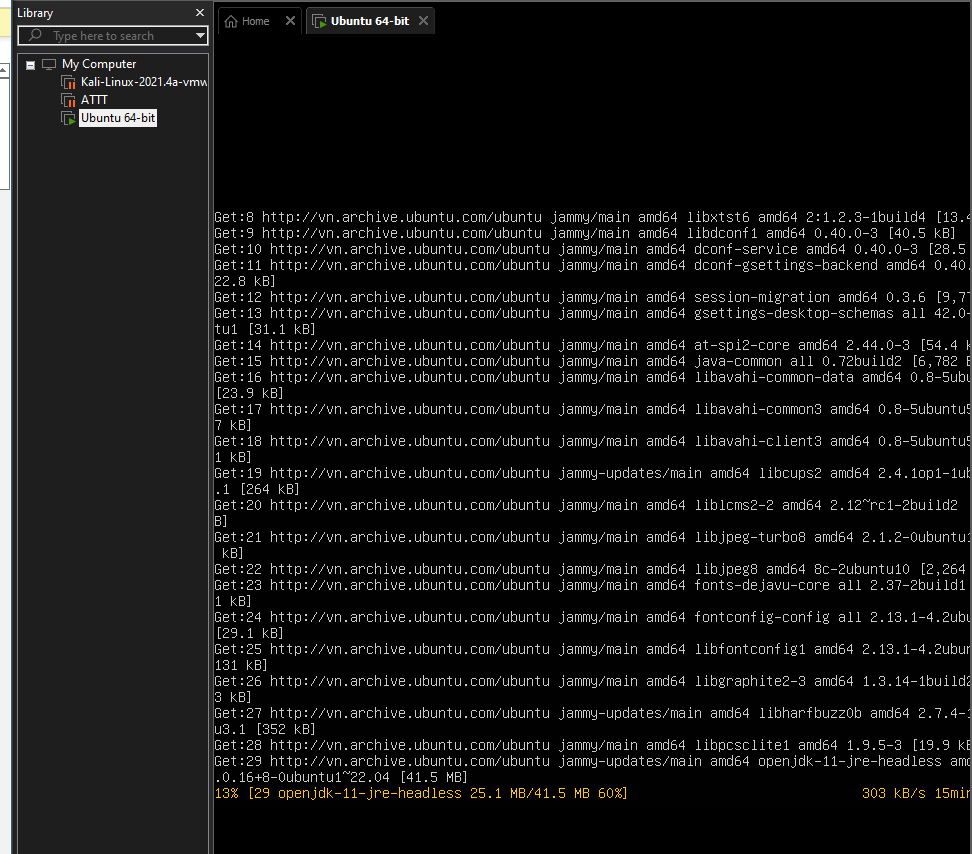 Library
Home
Ubuntu 64-bit
Type here to search
My Computer
Kali-Linux-2021.4a-vmw
ATTT
Ubuntu 64-bit
Get:8 http://vn.archive.ubuntu.com/ubuntu jammy/main amd64 libxtst6 amd64 2:1.2.3-1build4 [13.4
Get:9 http://vn.archive.ubuntu.com/ubuntu jammy/main amd64 libdconf1 amd64 0.40.0-3 [40.5 kB]
Get:10 http://vn.archive.ubuntu.com/ubuntu jammy/main amd64 dconf-service amd64 0.40.0-3 [28.5
Get:11 http://vn.archive.ubuntu.com/ubuntu jammy/main amd64 dconf-gsettings-backend amd64 0.40.
22.8 kB]
Get:12 http://vn.archive.ubuntu.com/ubuntu jammy/main amd64 session-migration amd64 0.3.6 [9,77
Get:13 http://vn.archive.ubuntu.com/ubuntu jammy/main amd64 gsettings-desktop-schemas all 42.0-
tu1 [31.1 kB]
Get:14 http://vn.archive.ubuntu.com/ubuntu jammy/main amd64 at-spi2-core amd64 2.44.0-3 [54.4 k
Get:15 http://vn.archive.ubuntu.com/ubuntu jammy/main amd64 java-common all 0.72build2 [6,782 B
Get:16 http://vn.archive.ubuntu.com/ubuntu jammy/main amd64 libavahi-common-data amd64 0.8-5ubu
[23.9 kB]
Get:17 http://vn.archive.ubuntu.com/ubuntu jammy/main amd64 libavahi-common3 amd64 0.8-5ubuntu5
7 kB]
Get:18 http://vn.archive.ubuntu.com/ubuntu jammy/main amd64 libavahi-client3 amd64 0.8-5ubuntu5
1 kB]
Get:19 http://vn.archive.ubuntu.com/ubuntu jammy-updates/main amd64 libcups2 amd64 2.4.1op1-1ub
.1 [264 kB]
Get:20 http://vn.archive.ubuntu.com/ubuntu jammy/main amd64 liblcms2-2 amd64 2.12~rc1-2build2
B]
Get:21 http://vn.archive.ubuntu.com/ubuntu jammy/main amd64 libjpeg-turbo8 amd64 2.1.2-0ubuntu1
kB]
Get:22 http://vn.archive.ubuntu.com/ubuntu jammy/main amd64 libjpeg8 amd64 8c-2ubuntu10 [2,264
Get:23 http://vn.archive.ubuntu.com/ubuntu jammy/main amd64 fonts-dejavu-core all 2.37-2build1
1 kB]
Get:24 http://vn.archive.ubuntu.com/ubuntu jammy/main amd64 fontconfig-config all 2.13.1-4.2ubu
[29.1 kB]
Get:25 http://vn.archive.ubuntu.com/ubuntu jammy/main amd64 libfontconfig1 amd64 2.13.1-4.2ubun
131 kB]
Get:26 http://vn.archive.ubuntu.com/ubuntu jammy/main amd64 libgraphite2-3 amd64 1.3.14-1build2
3 kB]
Get:27 http://vn.archive.ubuntu.com/ubuntu jammy-updates/main amd64 libharfbuzz0b amd64 2.7.4-1
u3.1 [352 kB]
Get:28 http://vn.archive.ubuntu.com/ubuntu jammy/main amd64 libpcsclite1 amd64 1.9.5-3 [19.9 kB
Get:29 http://vn.archive.ubuntu.com/ubuntu jammy-updates/main amd64 openjdk-11-jre-headless amd
.0.16+8-0ubuntu1~22.04 [41.5 MB]
13% [29 openjdk-11-jre-headless 25.1 MB/41.5 MB 60%] 303 kB/s 15min